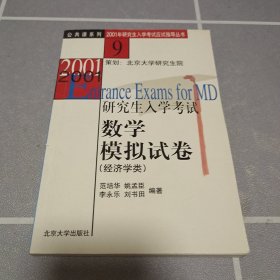 公共课系列
2001年研究生入学考试应试指导丛书
9
策划：北京大学研究生院
2001
2001
Entrance Exams for MD
研究生入学考试
数学
模拟试卷
(经济学类)
范培华 姚孟臣
李永乐 刘书田 编著
北京大学出版社